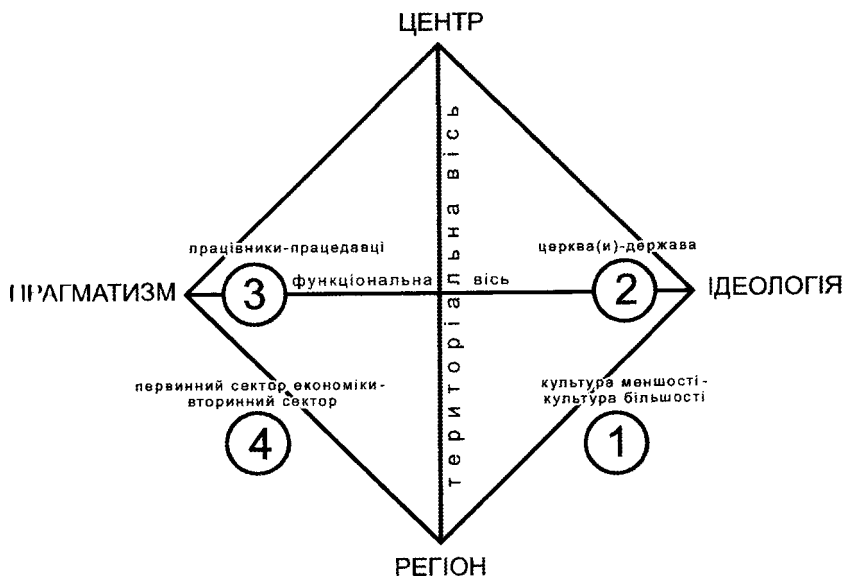 ЦЕНТР
територіальна вісь
працівники-працедавці
церква(и)-держава
ПРАГМАТИЗМ
3
функціональна вісь
2
ІДЕОЛОГІЯ
первинний сектор економіки-
вторинний сектор
культура меншості-
культура більшості
4
1
РЕГІОН